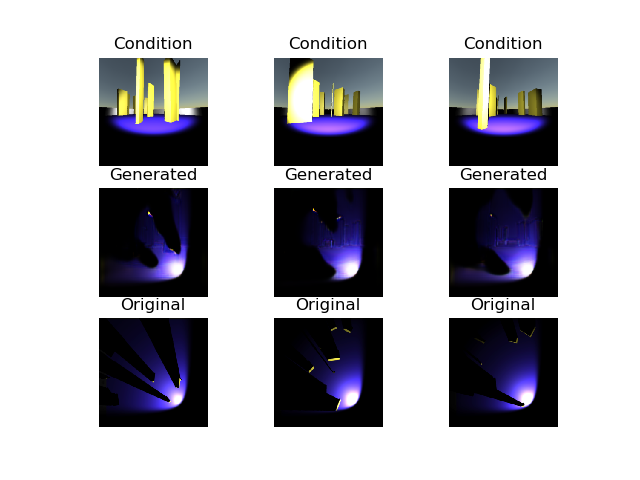 Condition Condition Condition
Generated Generated Generated
Original Original Original